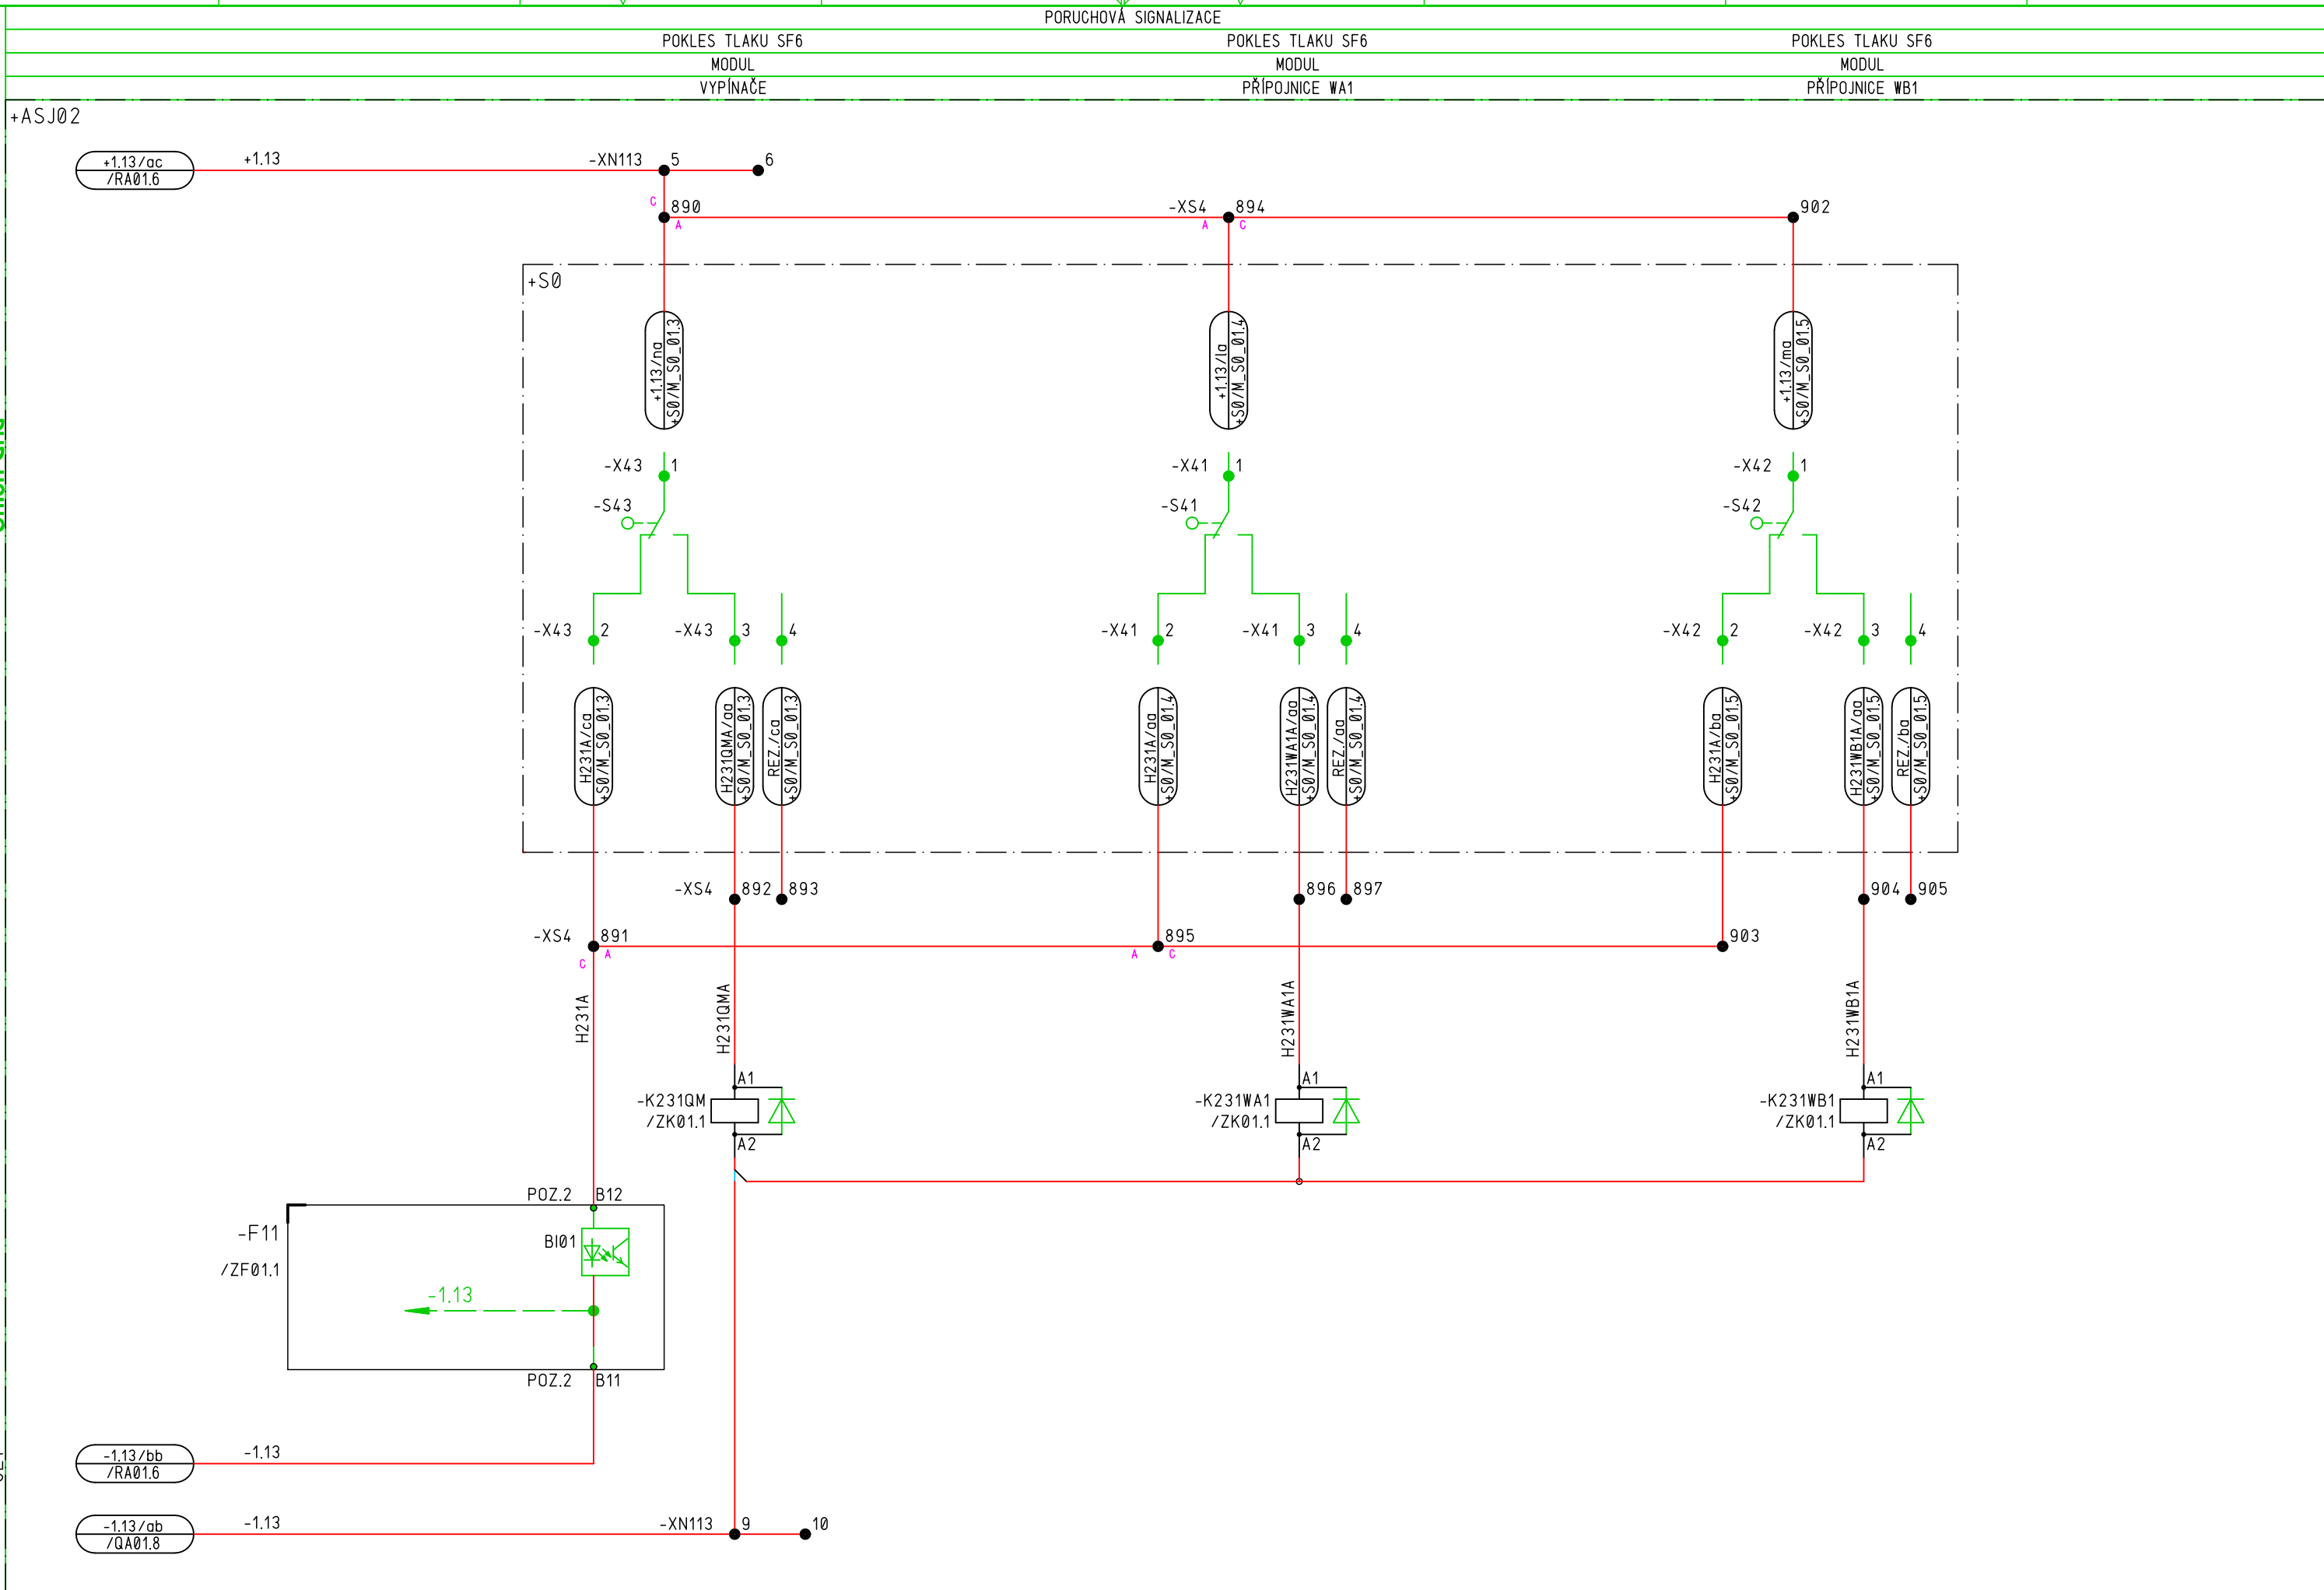 PORUCHOVÁ SIGNALIZACE
POKLES TLAKU SF6 POKLES TLAKU SF6 POKLES TLAKU SF6
MODUL MODUL MODUL
VYPÍNAČE PŘÍPOJNICE WA1 PŘÍPOJNICE WB1
+ASJ02
+1.13/ac +1.13 -XN113 5 6
/RA01.6
C 890 -XS4 894 902
A A C
+S0
+1.13/na +1.13/la +1.13/ma
+S0/M_S0_01.3 +S0/M_S0_01.4 +S0/M_S0_01.5
-X43 1 -X41 1 -X42 1
-S43 -S41 -S42
-X43 2 -X43 3 4 -X41 2 -X41 3 4 -X42 2 -X42 3 4
H231A/ca H231QMA/aa REZ./ca H231A/aa H231WA1A/aa REZ./aa H231A/ba H231WB1A/aa REZ./ba
+S0/M_S0_01.3 +S0/M_S0_01.3 +S0/M_S0_01.3 +S0/M_S0_01.4 +S0/M_S0_01.4 +S0/M_S0_01.4 +S0/M_S0_01.5 +S0/M_S0_01.5 +S0/M_S0_01.5
-XS4 892 893 896 897 904 905
-XS4 891 895 903
C A A C
H231A H231QMA H231WA1A H231WB1A
A1 A1 A1
-K231QM -K231WA1 -K231WB1
/ZK01.1 /ZK01.1 /ZK01.1
A2 A2 A2
POZ.2 B12
-F11
BI01
/ZF01.1
-1.13
POZ.2 B11
-1.13/bb -1.13
/RA01.6
-1.13/ab -1.13 -XN113 9 10
/QA01.8